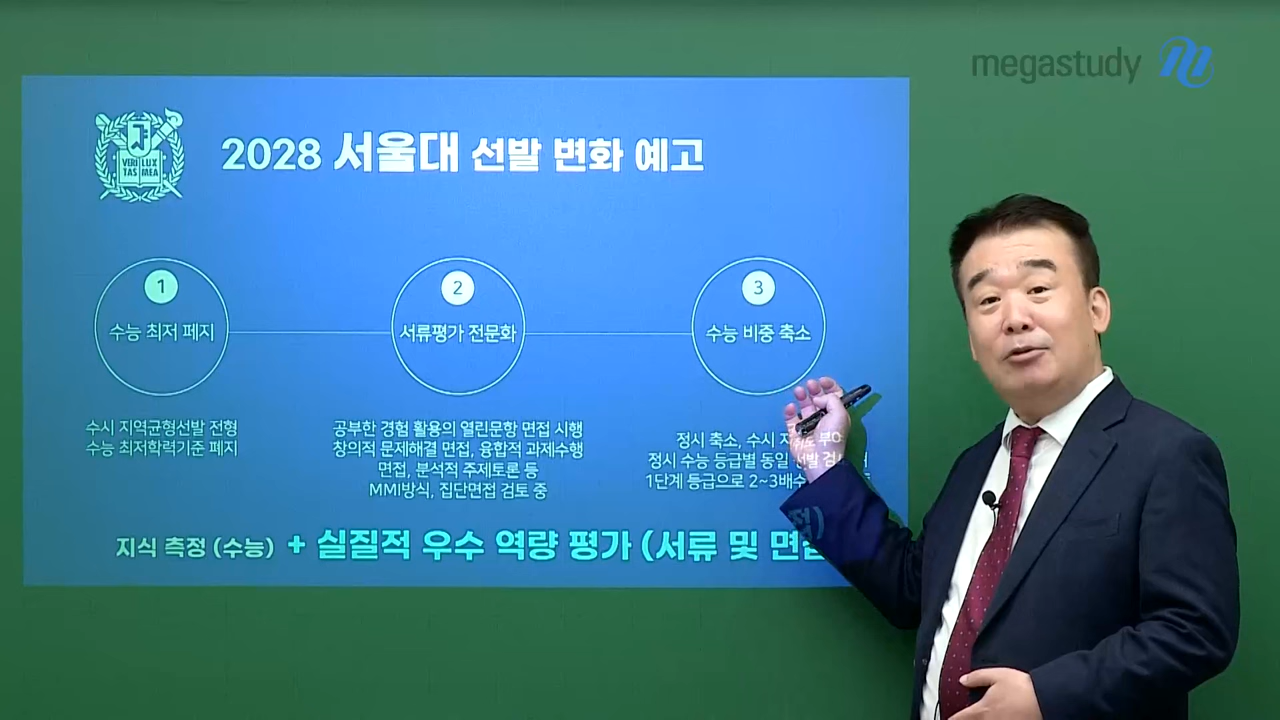 megastudy
VERI LUX
TAS MEA
2028 서울대 선발 변화 예고
1
수능 최저 폐지
수시 지역균형선발 전형
수능 최저학력기준 폐지
2
서류평가 전문화
공부한 경험 활용의 열린문항 면접 시행
창의적 문제해결 면접, 융합적 과제수행
면접, 분석적 주제토론 등
MMI방식, 집단면접 검토 중
3
수능 비중 축소
정시 축소, 수시
정시 수능 등급별 동일 선발
1단계 등급으로 2~3배수
지식 측정 (수능) + 실질적 우수 역량 평가 (서류 및 면접)